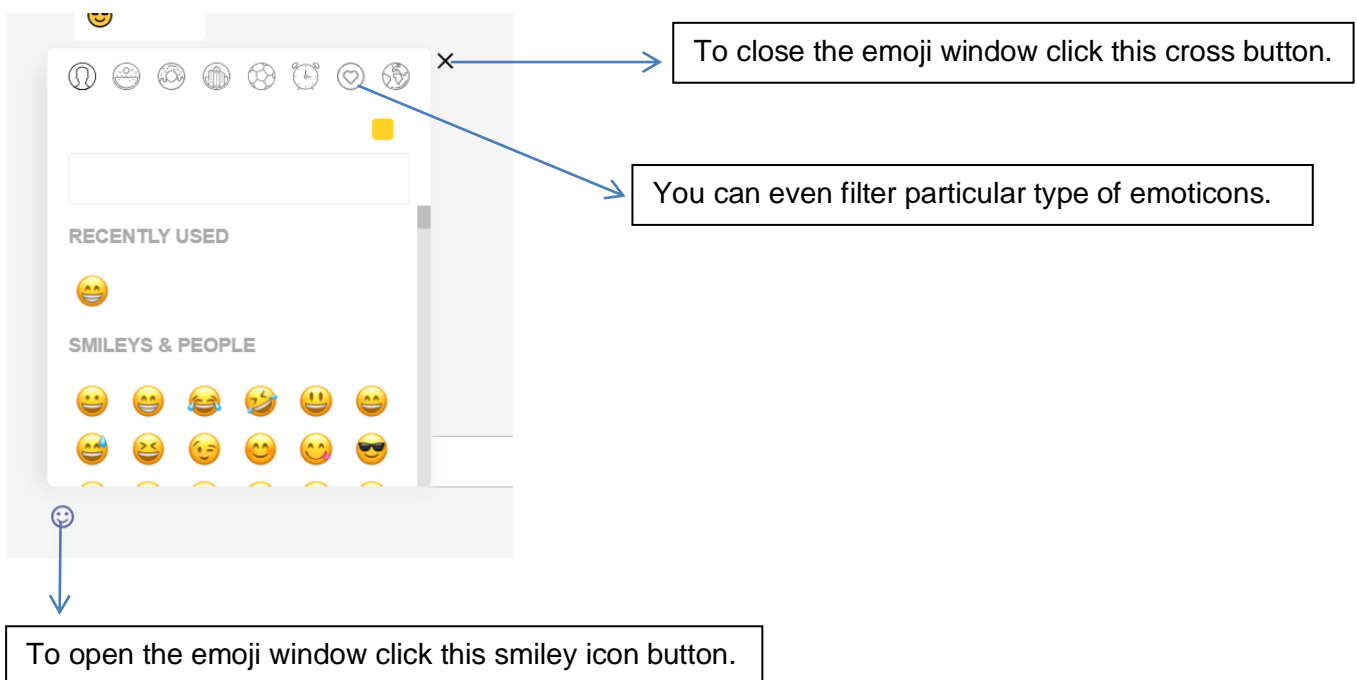 To close the emoji window click this cross button.
You can even filter particular type of emoticons.
RECENTLY USED
SMILEYS & PEOPLE
To open the emoji window click this smiley icon button.